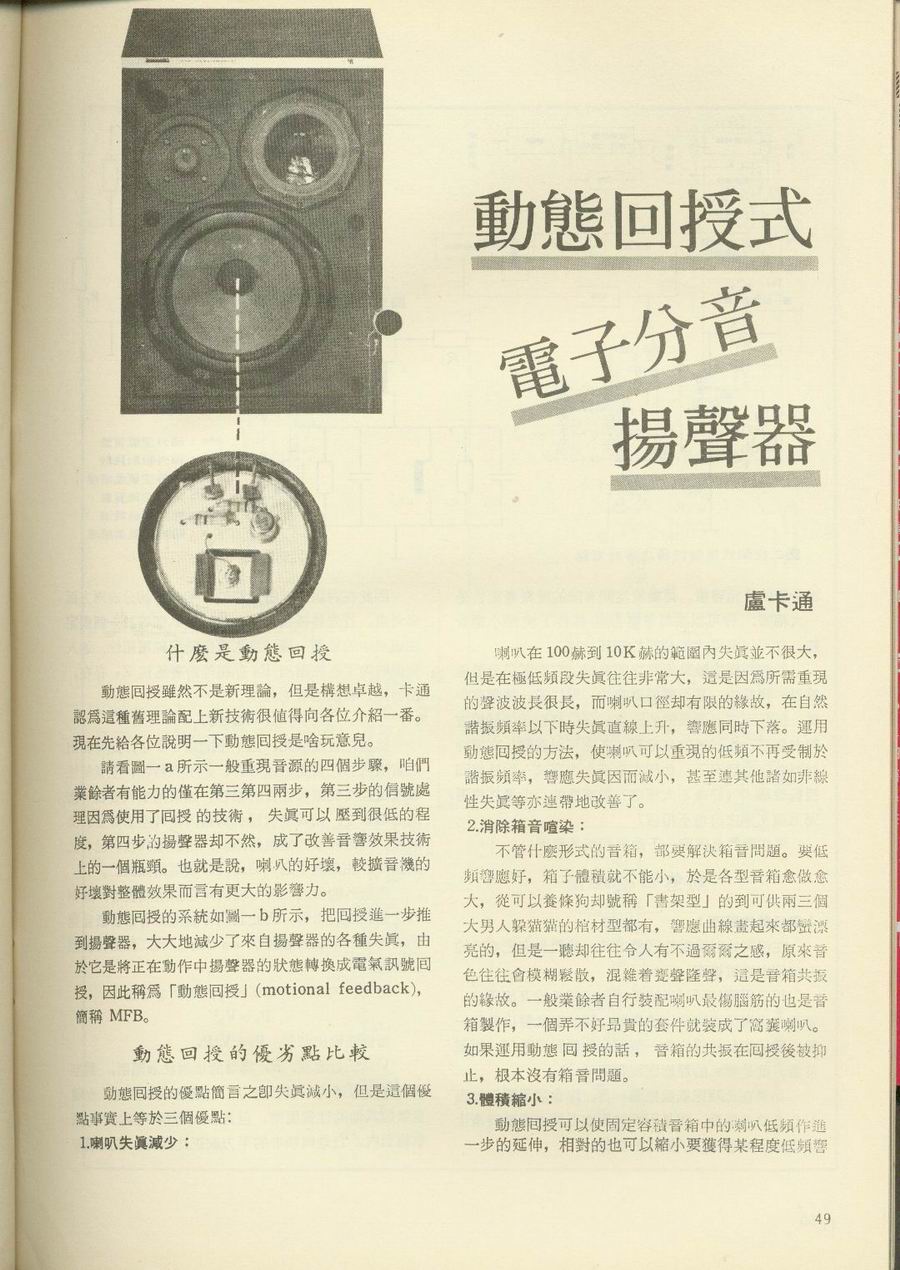 動態回授式
電子分音
揚聲器
盧卡通
什麼是動態回授
動態回授雖然不是新理論，但是構想卓越，卡通
認爲這種舊理論配上新技術很值得向各位介紹一番。
現在先給各位說明一下動態回授是啥玩意兒。
請看圖一a所示一般重現音源的四個步驟，咱們
業餘者有能力的僅在第三第四兩步，第三步的信號處
理因爲使用了回授的技術，失眞可以壓到很低的程
度，第四步的揚聲器却不然，成了改善音響效果技術
上的一個瓶頸。也就是說，喇叭的好壞，較擴音機的
好壞對整體效果而言有更大的影響力。
動態回授的系統如圖一b所示，把回授進一步推
到揚聲器，大大地減少了來自揚聲器的各種失眞，由
於它是將正在動作中揚聲器的狀態轉換成電氣訊號回
授，因此稱爲「動態回授」(motional feedback)，
簡稱 MFB。
動態回授的優劣點比較
動態回授的優點簡言之卽失眞減小，但是這個優
點事實上等於三個優點：
1.喇叭失眞減少：
喇叭在100赫到10K赫的範圍內失眞並不很大，
但是在極低頻段失眞往往非常大，這是因爲所需重現
的聲波波長很長，而喇叭口徑却有限的緣故，在自然
諧振頻率以下時失眞直線上升，響應同時下落。運用
動態回授的方法，使喇叭可以重現的低頻不再受制於
諧振頻率，響應失眞因而減小，甚至連其他諸如非線
性失眞等亦連帶地改善了。
2.消除箱音喧染：
不管什麼形式的音箱，都要解決箱音問題。要低
頻響應好，箱子體積就不能小，於是各型音箱愈做愈
大，從可以養條狗却號稱「書架型」的到可供兩三個
大男人躲猫猫的棺材型都有，響應曲線畫起來都蠻漂
亮的，但是一聽却往往令人有不過爾爾之感，原來音
色往往會模糊鬆散，混雜着甕聲隆聲，這是音箱共振
的緣故。一般業餘者自行裝配喇叭最傷腦筋的也是音
箱製作，一個弄不好昂貴的套件就裝成了窩囊喇叭。
如果運用動態回授的話，音箱的共振在回授後被抑
止，根本沒有箱音問題。
3.體積縮小：
動態回授可以使固定容積音箱中的喇叭低頻作進
一步的延伸，相對的也可以縮小要獲得某程度低頻響
49